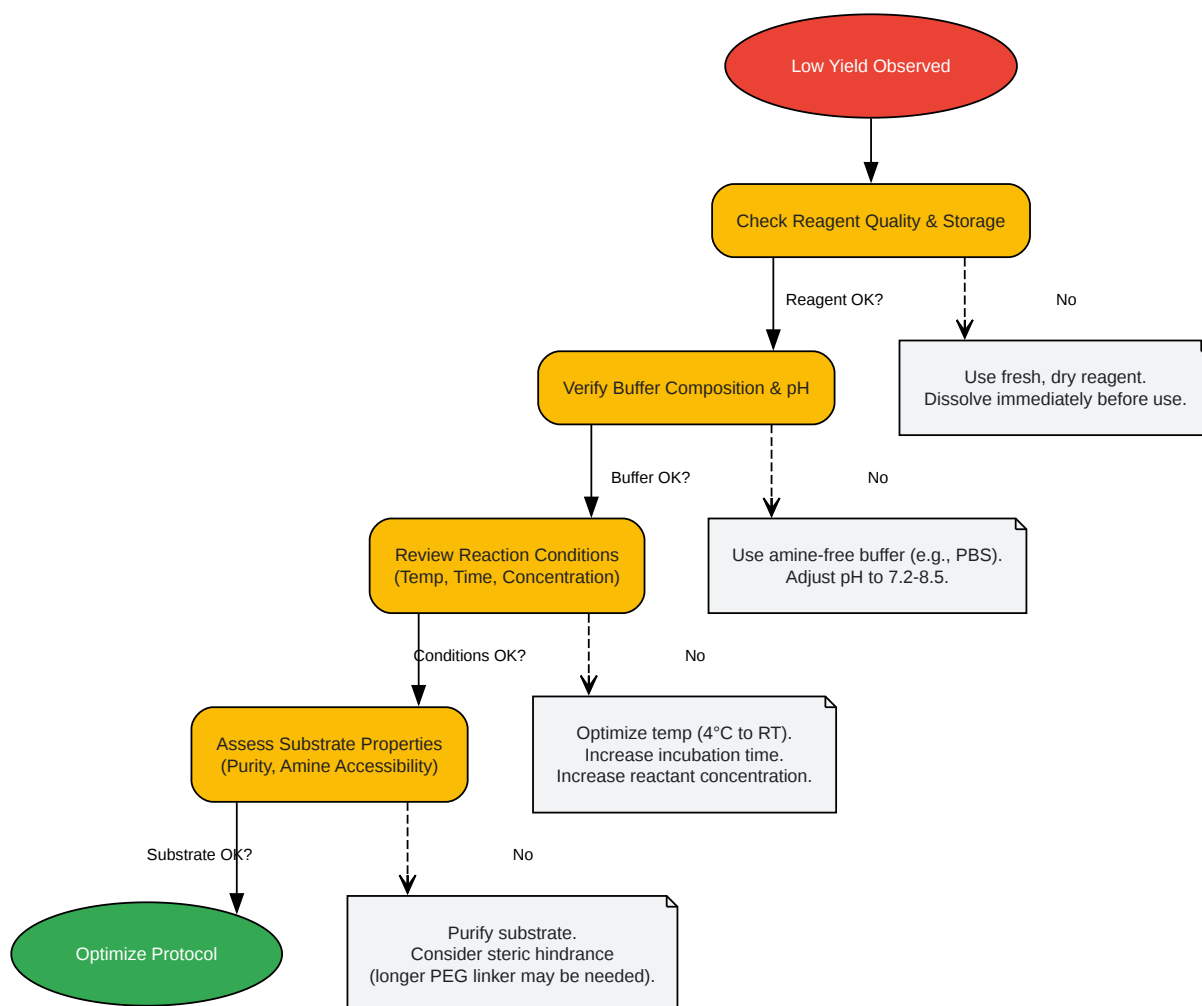 Low Yield Observed
Check Reagent Quality & Storage
Reagent OK?
No
Verify Buffer Composition & pH
Use fresh, dry reagent.
Dissolve immediately before use.
Buffer OK?
No
Review Reaction Conditions
(Temp, Time, Concentration)
Use amine-free buffer (e.g., PBS).
Adjust pH to 7.2-8.5.
Conditions OK?
No
Assess Substrate Properties
(Purity, Amine Accessibility)
Optimize temp (4°C to RT).
Increase incubation time.
Increase reactant concentration.
Substrate OK?
No
Optimize Protocol
Purify substrate.
Consider steric hindrance
(longer PEG linker may be needed).